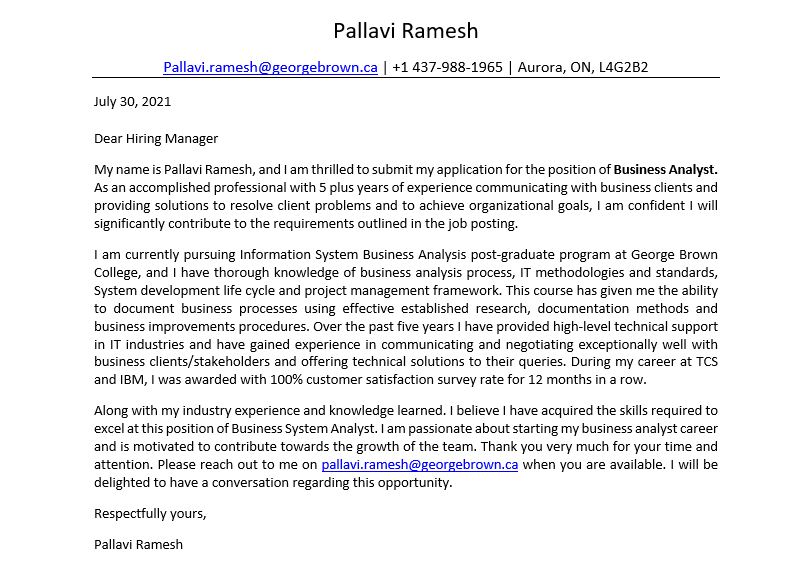 Pallavi Ramesh
Pallavi.ramesh@georgebrown.ca | +1 437-988-1965 | Aurora, ON, L4G2B2
July 30, 2021
Dear Hiring Manager
My name is Pallavi Ramesh, and I am thrilled to submit my application for the position of Business Analyst.
As an accomplished professional with 5 plus years of experience communicating with business clients and
providing solutions to resolve client problems and to achieve organizational goals, I am confident I will
significantly contribute to the requirements outlined in the job posting.
I am currently pursuing Information System Business Analysis post-graduate program at George Brown
College, and I have thorough knowledge of business analysis process, IT methodologies and standards,
System development life cycle and project management framework. This course has given me the ability
to document business processes using effective established research, documentation methods and
business improvements procedures. Over the past five years I have provided high-level technical support
in IT industries and have gained experience in communicating and negotiating exceptionally well with
business clients/stakeholders and offering technical solutions to their queries. During my career at TCS
and IBM, I was awarded with 100% customer satisfaction survey rate for 12 months in a row.
Along with my industry experience and knowledge learned. I believe I have acquired the skills required to
excel at this position of Business System Analyst. I am passionate about starting my business analyst career
and is motivated to contribute towards the growth of the team. Thank you very much for your time and
attention. Please reach out to me on pallavi.ramesh@georgebrown.ca when you are available. I will be
delighted to have a conversation regarding this opportunity.
Respectfully yours,
Pallavi Ramesh